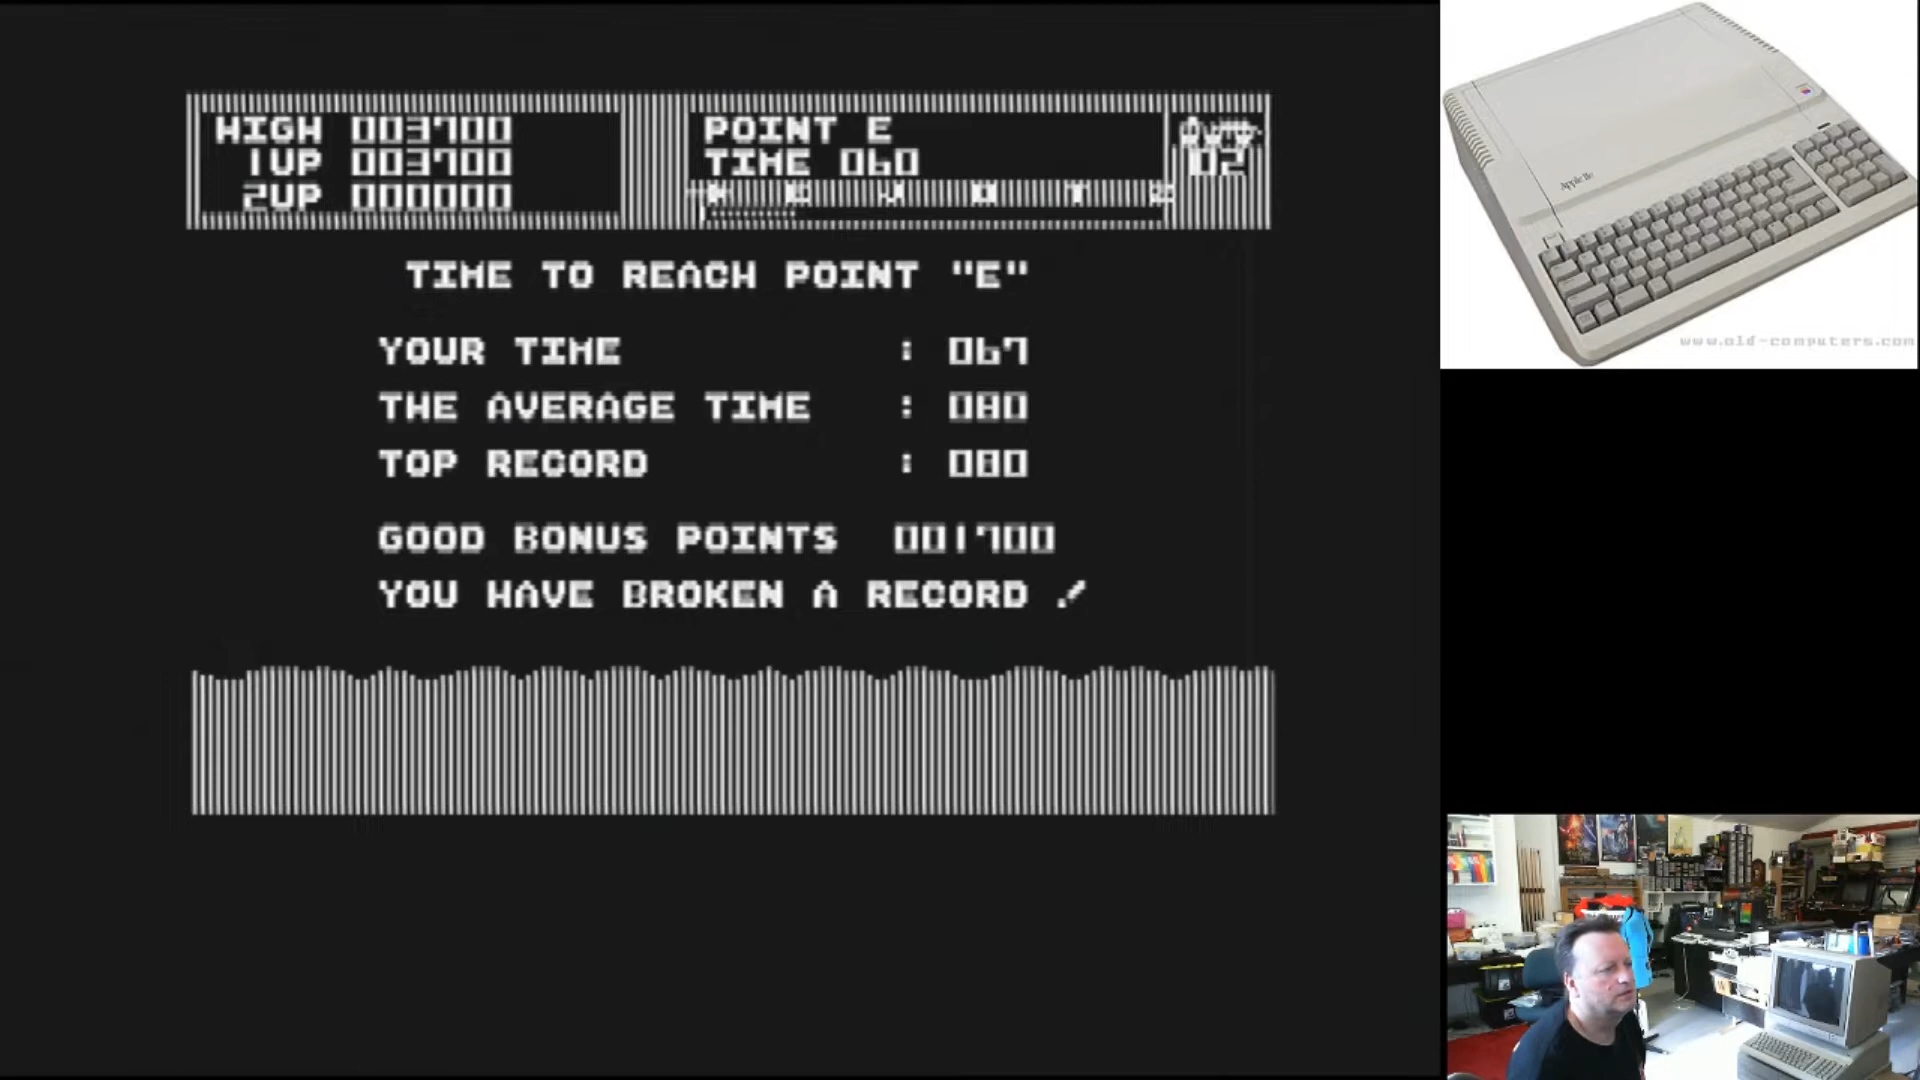 HIGH 003700
1UP 003700
2UP 000000
POINT E
TIME 060
02
TIME TO REACH POINT "E"
YOUR TIME : 067
THE AVERAGE TIME : 080
TOP RECORD : 080
GOOD BONUS POINTS 001700
YOU HAVE BROKEN A RECORD !
Apple IIe
www.old-computers.com